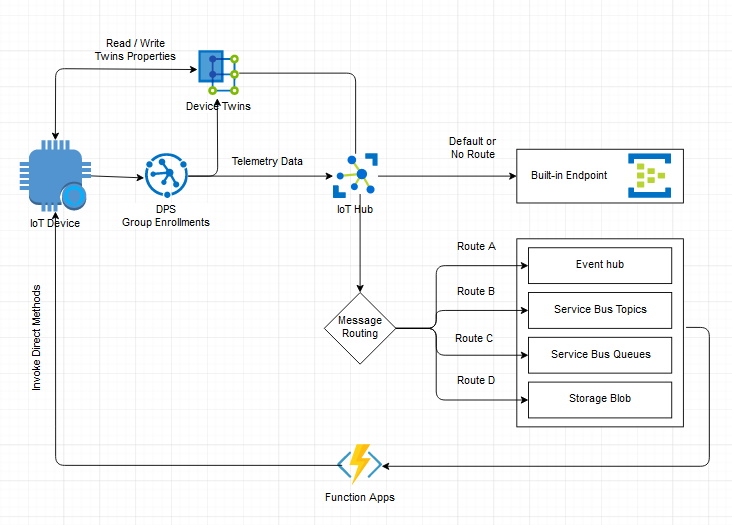 Read / Write
Twins Properties
Device Twins
Telemetry Data
Default or
No Route
Built-in Endpoint
IoT Device
DPS
Group Enrollments
IoT Hub
Route A
Event hub
Route B
Service Bus Topics
Message
Routing
Route C
Service Bus Queues
Route D
Storage Blob
Invoke Direct Methods
Function Apps